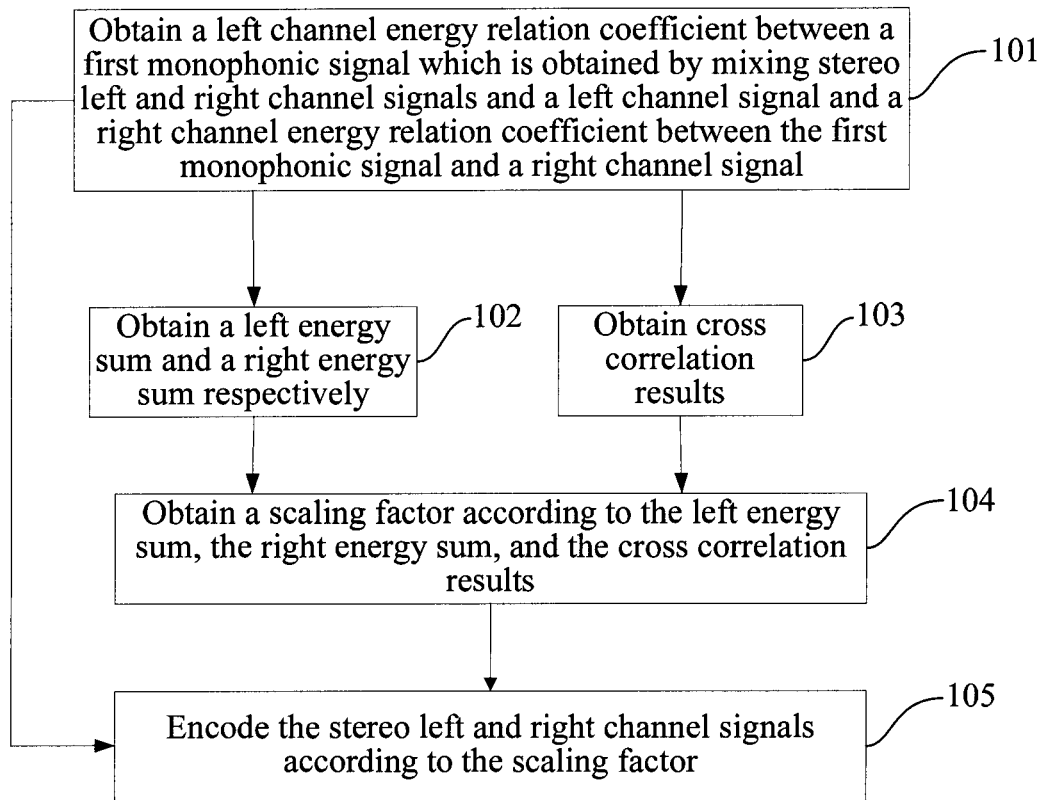 Obtain a left channel energy relation coefficient between a
first monophonic signal which is obtained by mixing stereo
left and right channel signals and a left channel signal and a
right channel energy relation coefficient between the first
monophonic signal and a right channel signal
101
Obtain a left energy
sum and a right energy
sum respectively
102
Obtain cross
correlation
results
103
Obtain a scaling factor according to the left energy
sum, the right energy sum, and the cross correlation
results
104
Encode the stereo left and right channel signals
according to the scaling factor
105